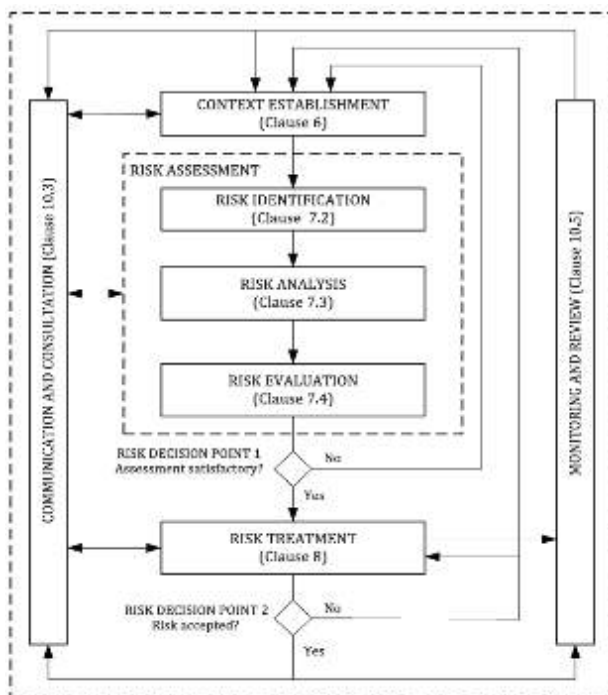 CONTEXT ESTABLISHMENT
(Clause 6)
RISK ASSESSMENT
RISK IDENTIFICATION
(Clause 7.2)
RISK ANALYSIS
(Clause 7.3)
RISK EVALUATION
(Clause 7.4)
RISK DECISION POINT 1
Assessment satisfactory?
No
Yes
RISK TREATMENT
(Clause 8)
RISK DECISION POINT 2
Risk accepted?
No
Yes
COMMUNICATION AND CONSULTATION (Clause 10.3)
MONITORING AND REVIEW (Clause 10.5)